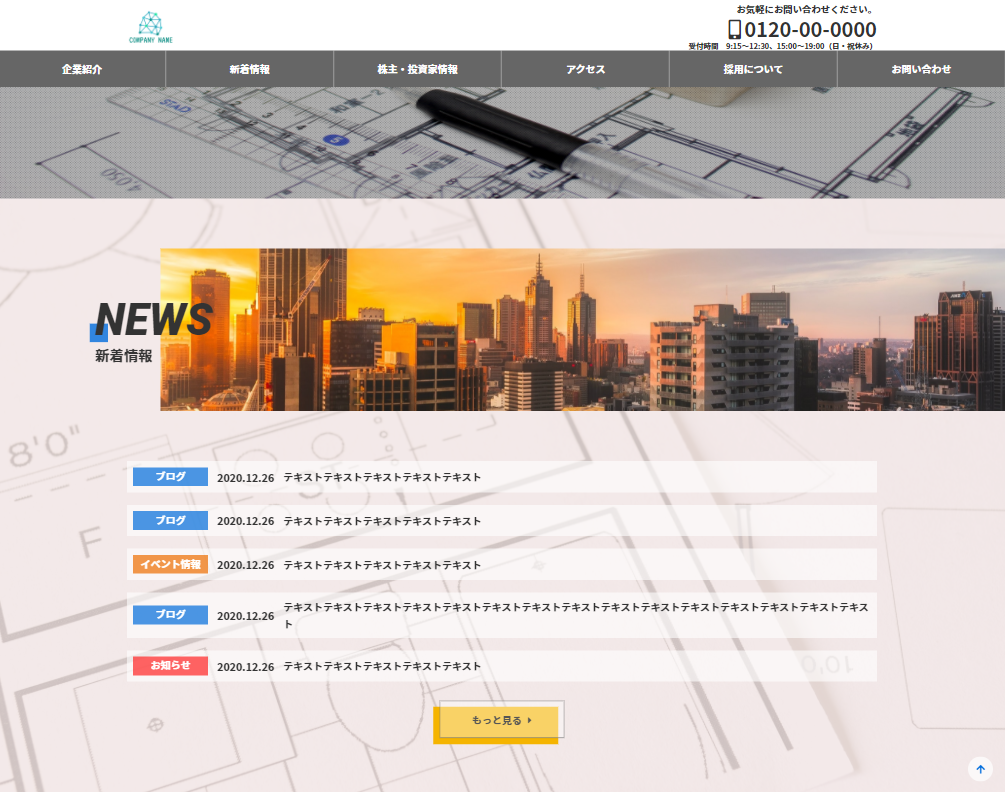 お気軽にお問い合わせください。
COMPANY NAME
0120-00-0000
受付時間 9:15～12:30、15:00～19:00（日・祝休み）
企業紹介
新着情報
株主・投資家情報
アクセス
採用について
お問い合わせ
STAD
和室-2
5
7
4050
NEWS
新着情報
8'0"
F
ブログ
2020.12.26
テキストテキストテキストテキストテキスト
ブログ
2020.12.26
テキストテキストテキストテキストテキスト
イベント情報
2020.12.26
テキストテキストテキストテキストテキスト
ブログ
2020.12.26
テキストテキストテキストテキストテキストテキストテキストテキストテキストテキストテキストテキストテキストテキストテキス
ト
お知らせ
2020.12.26
テキストテキストテキストテキストテキスト
10'0
もっと見る